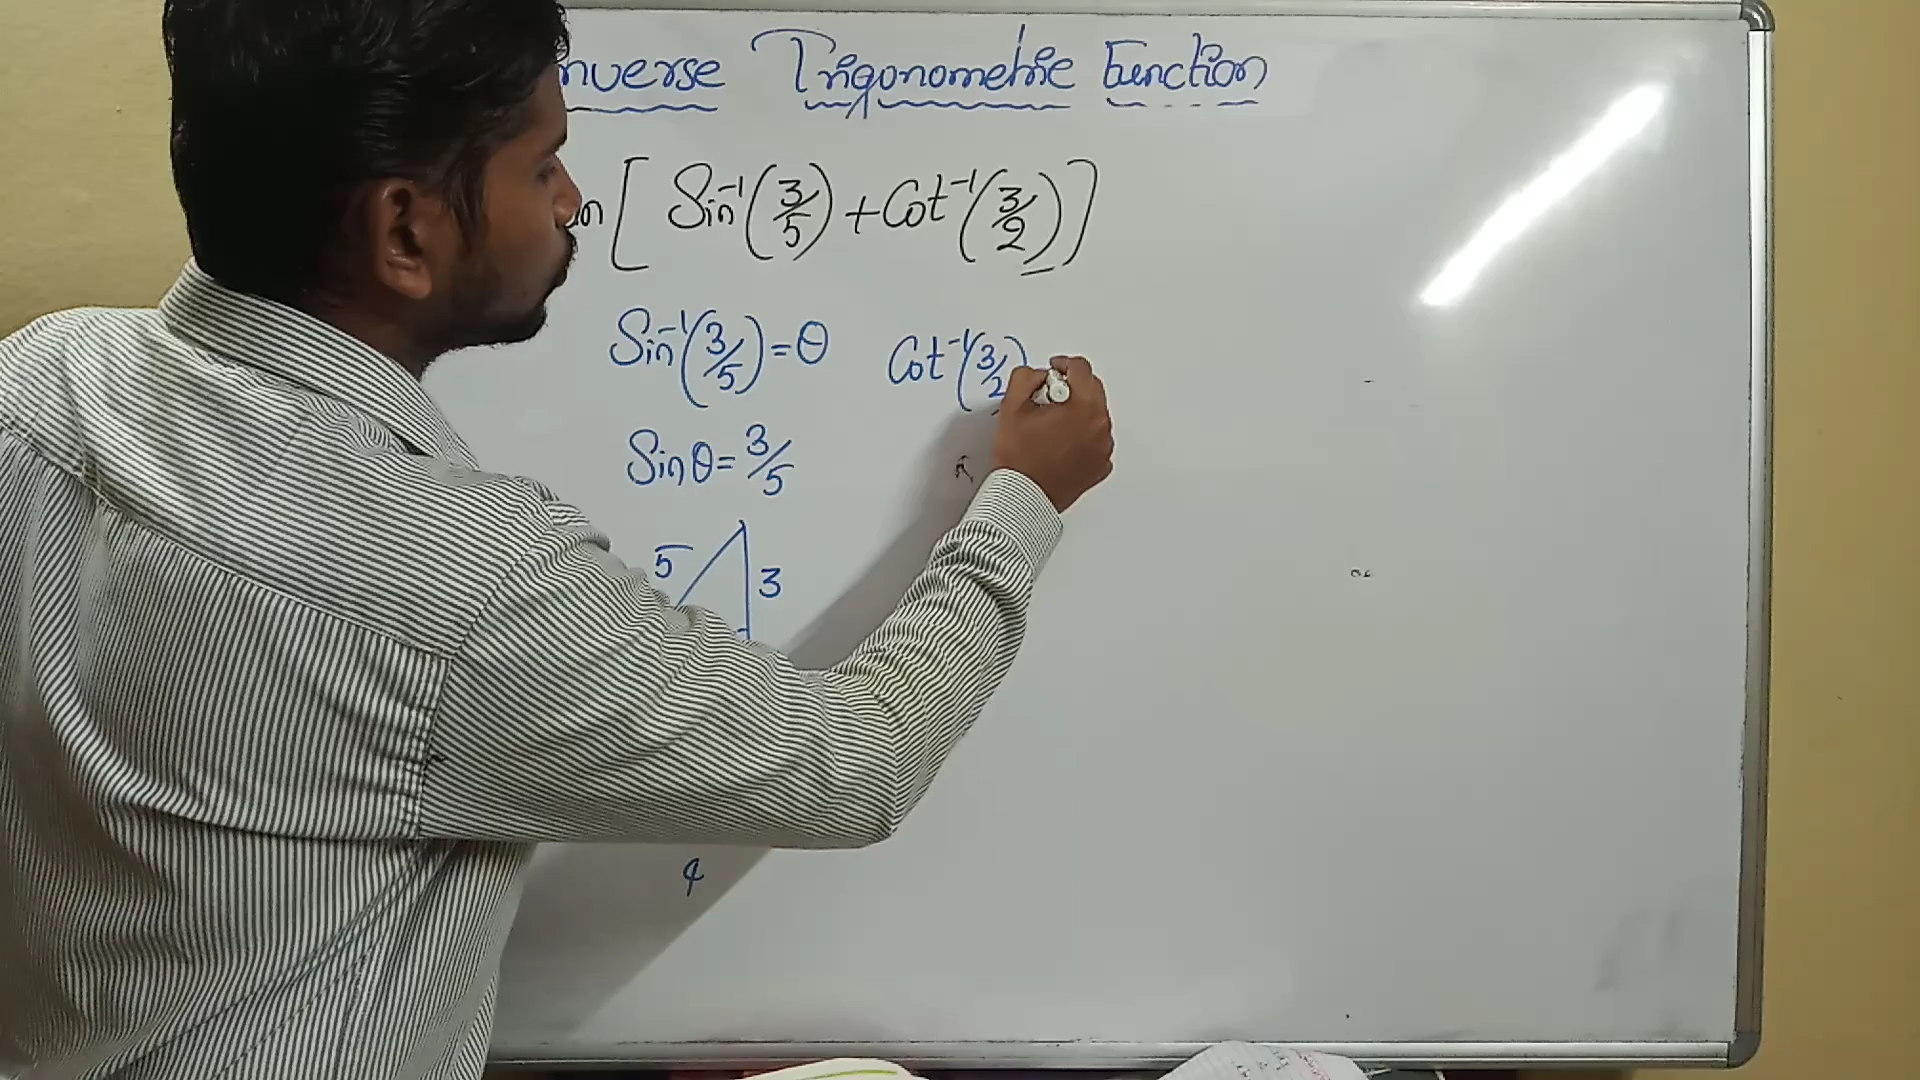 nverse Trigonometric Function
n [ Sin⁻¹(3/5) + Cot⁻¹(3/2) ]
Sin⁻¹(3/5) = θ Cot⁻¹(3/2)
Sinθ = 3/5
5 3
4